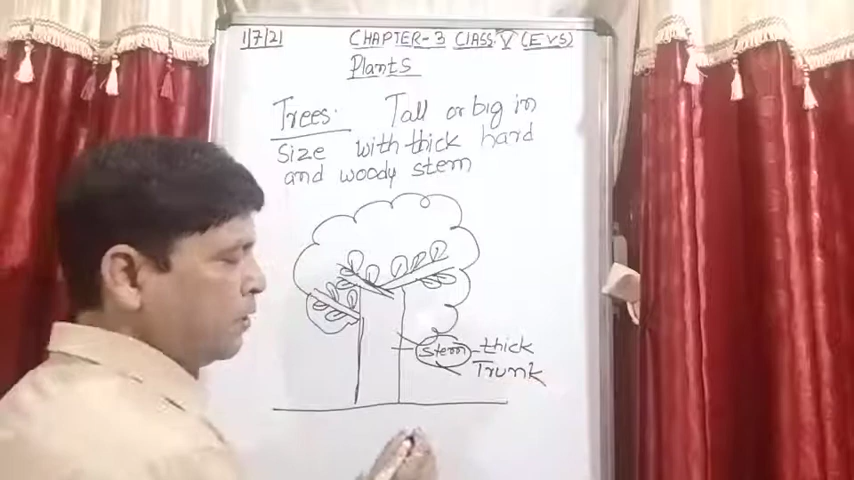 1/7/21 CHAPTER-3 CLASS:V (EVS)
Plants
Trees. Tall or big in
Size with thick hard
and woody stem
stem - thick
Trunk